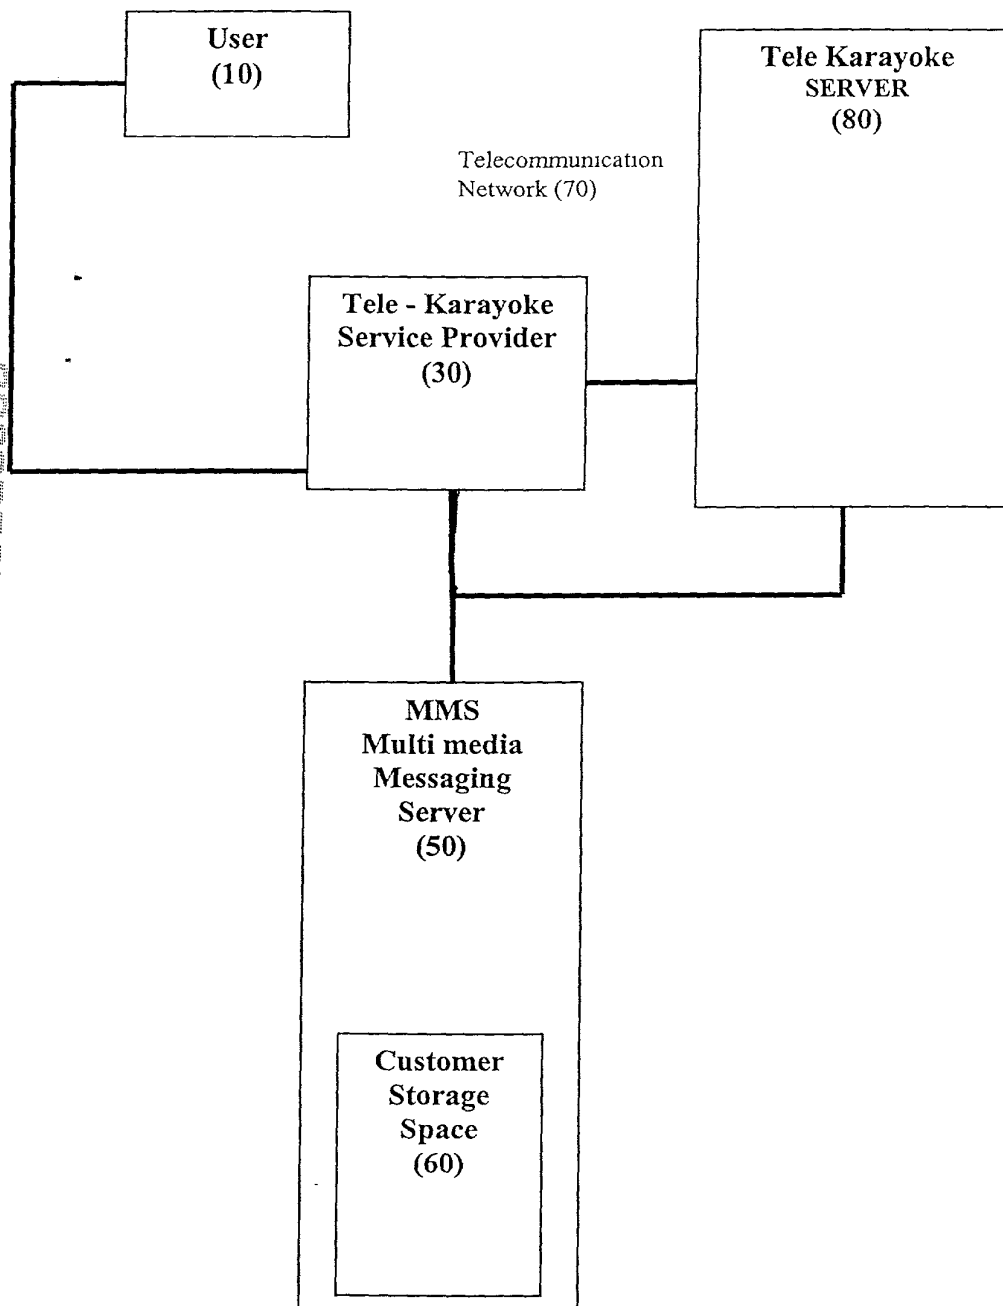 User
(10)
Tele Karayoke
SERVER
(80)
Telecommunication
Network (70)
Tele - Karayoke
Service Provider
(30)
MMS
Multi media
Messaging
Server
(50)
Customer
Storage
Space
(60)